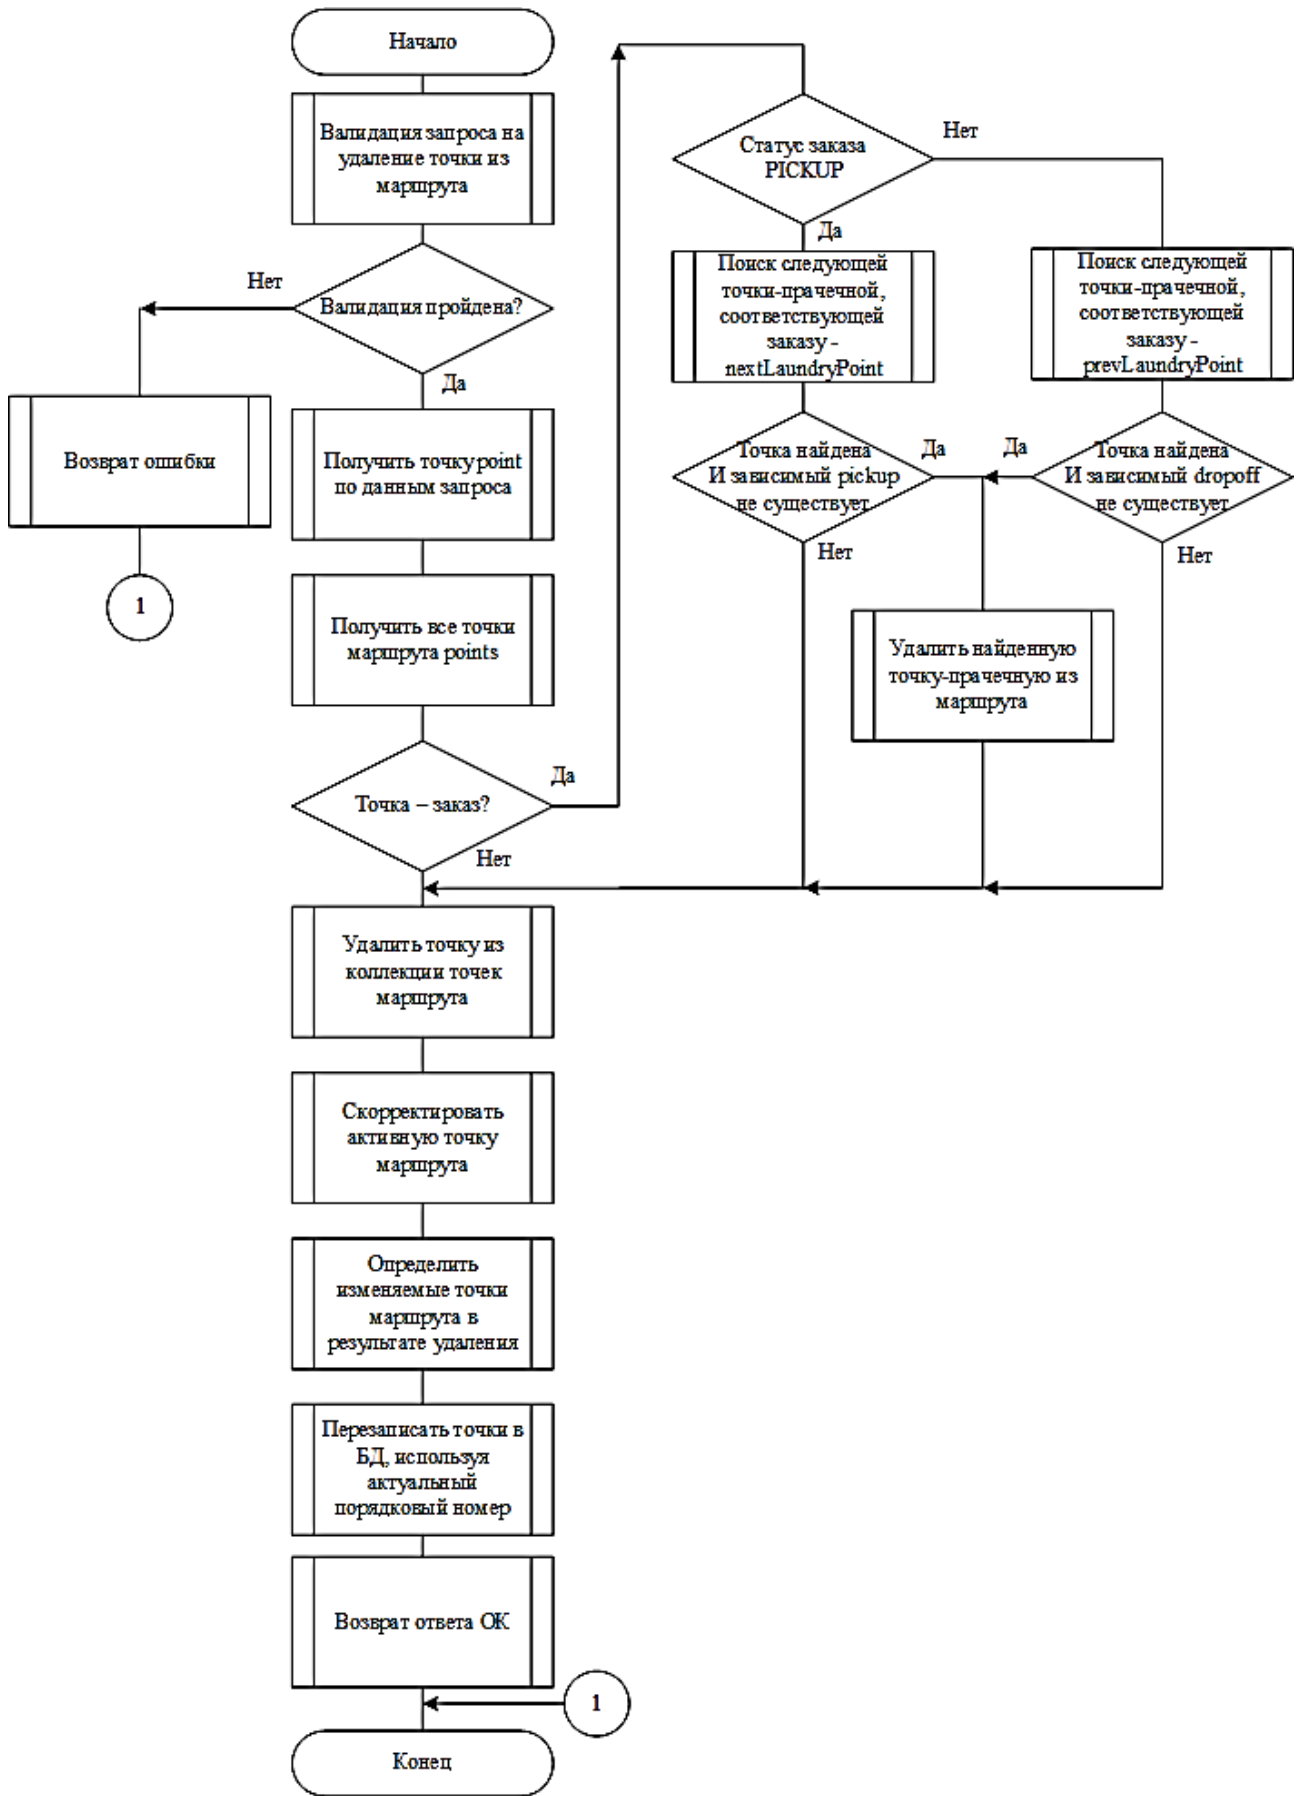 Начало
Валидация запроса на
удаление точки из
маршрута
Валидация пройдена?
Нет
Да
Возврат ошибки
1
Получить точку point
по данным запроса
Получить все точки
маршрута points
Точка – заказ?
Да
Нет
Статус заказа
PICKUP
Нет
Да
Поиск следующей
точки-прачечной,
соответствующей
заказу -
nextLaundryPoint
Поиск следующей
точки-прачечной,
соответствующей
заказу -
prevLaundryPoint
Точка найдена
И зависимый pickup
не существует
Да
Нет
Точка найдена
И зависимый dropoff
не существует
Да
Нет
Удалить найденную
точку-прачечную из
маршрута
Удалить точку из
коллекции точек
маршрута
Скорректировать
активную точку
маршрута
Определить
изменяемые точки
маршрута в
результате удаления
Перезаписать точки в
БД, используя
актуальный
порядковый номер
Возврат ответа ОК
1
Конец